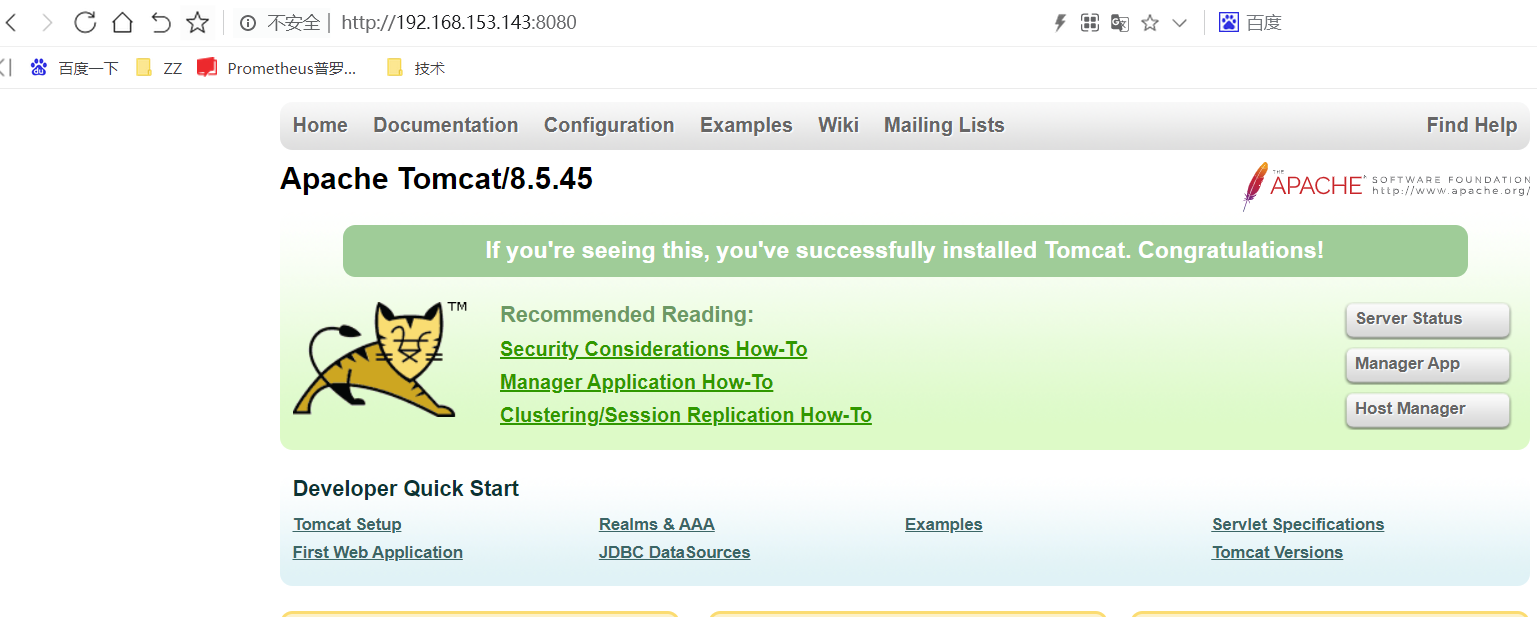 不安全 | http://192.168.153.143:8080 百度
百度一下 ZZ Prometheus普罗... 技术
Home Documentation Configuration Examples Wiki Mailing Lists Find Help
Apache Tomcat/8.5.45
THE APACHE® SOFTWARE FOUNDATION
http://www.apache.org/
If you're seeing this, you've successfully installed Tomcat. Congratulations!
TM
Recommended Reading:
Security Considerations How-To
Manager Application How-To
Clustering/Session Replication How-To
Server Status
Manager App
Host Manager
Developer Quick Start
Tomcat Setup Realms & AAA Examples Servlet Specifications
First Web Application JDBC DataSources Tomcat Versions